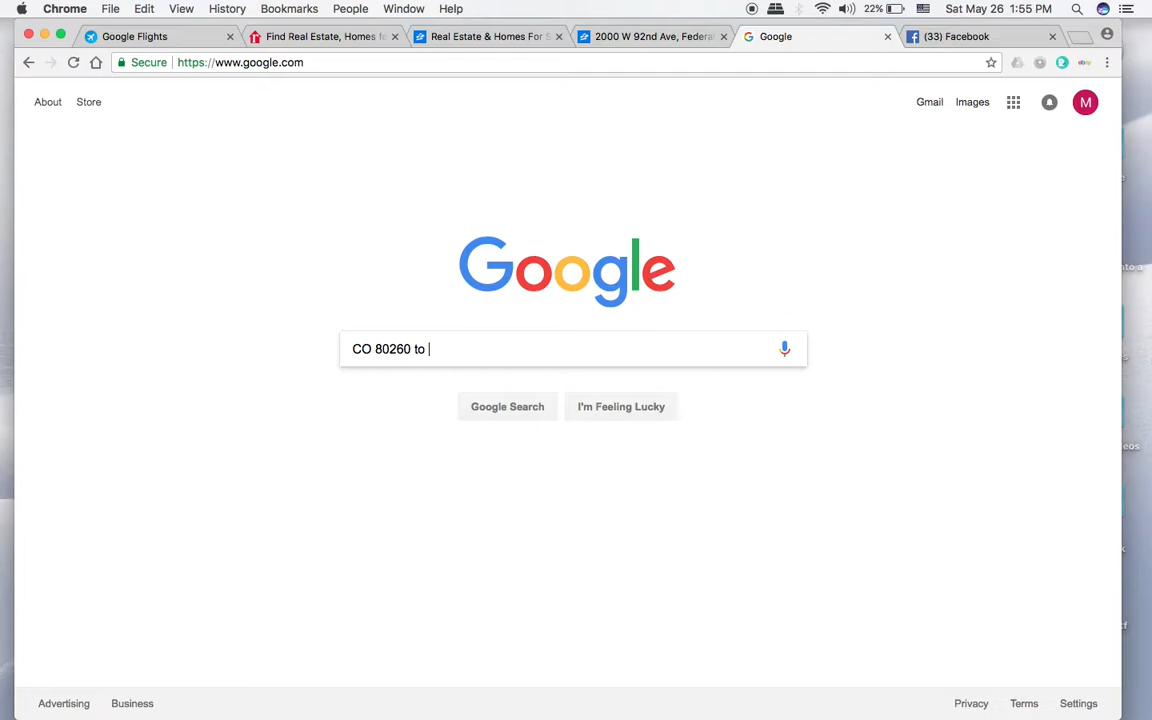 Chrome File Edit View History Bookmarks People Window Help 22% Sat May 26 1:55 PM
Google Flights Find Real Estate, Homes fo Real Estate & Homes For S 2000 W 92nd Ave, Federa Google (33) Facebook
Secure https://www.google.com ebay
About Store Gmail Images M
Google
CO 80260 to
Google Search I'm Feeling Lucky
Advertising Business Privacy Terms Settings